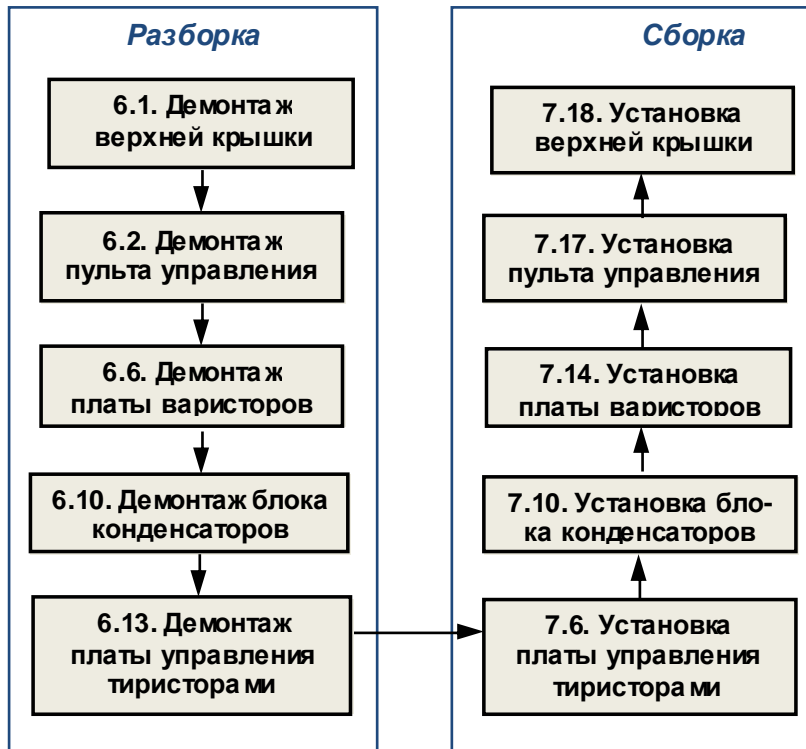 Разборка
6.1. Демонтаж
верхней крышки
6.2. Демонтаж
пульта управления
6.6. Демонтаж
платы варисторов
6.10. Демонтаж блока
конденсаторов
6.13. Демонтаж
платы управления
тиристорами
Сборка
7.18. Установка
верхней крышки
7.17. Установка
пульта управления
7.14. Установка
платы варисторов
7.10. Установка бло-
ка конденсаторов
7.6. Установка
платы управления
тиристорами